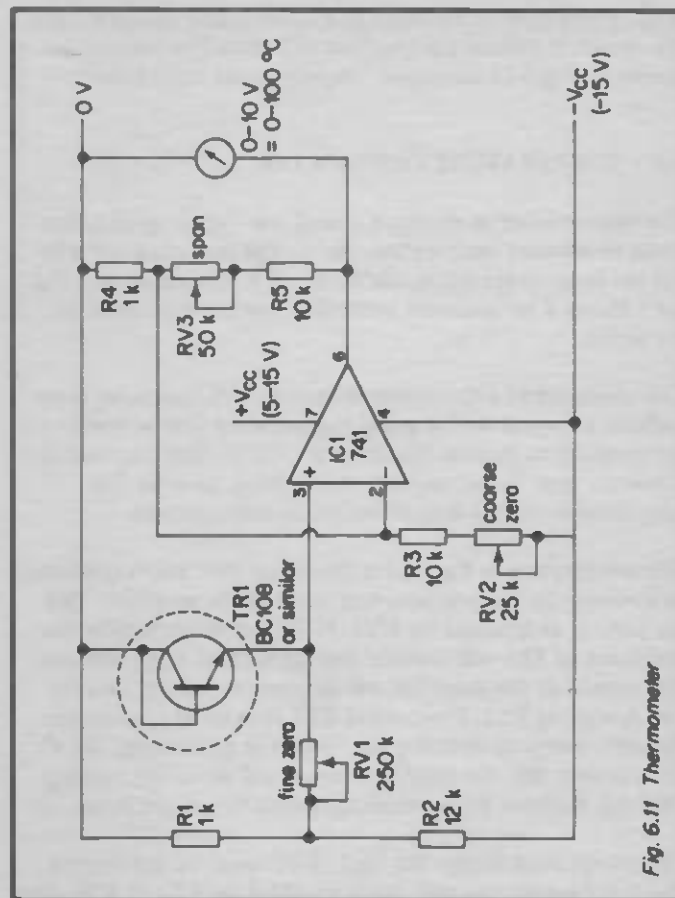 0 V
R1
1 k
TR1
BC108
or similar
R4
1 k
RV3
50 k
span
0–10 V
= 0–100 °C
fine zero
RV1
250 k
R5
10 k
+VCC
(5–15 V)
3
+
7
IC1
741
6
2
−
4
R2
12 k
R3
10 k
RV2
25 k
coarse
zero
−VCC
(−15 V)
Fig. 6.11 Thermometer